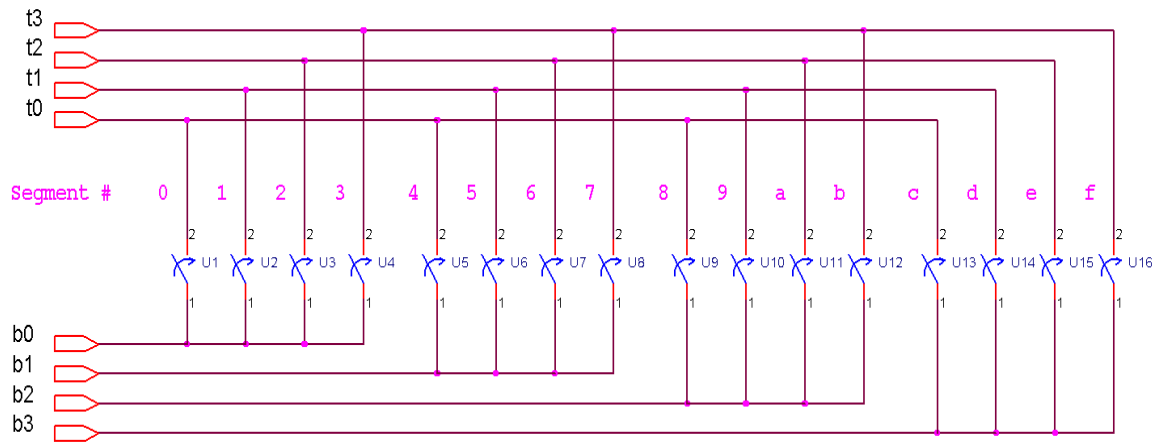 t3
t2
t1
t0
Segment # 0 1 2 3 4 5 6 7 8 9 a b c d e f
2 2 2 2 2 2 2 2 2 2 2 2 2 2 2 2
U1 U2 U3 U4 U5 U6 U7 U8 U9 U10 U11 U12 U13 U14 U15 U16
1 1 1 1 1 1 1 1 1 1 1 1 1 1 1 1
b0
b1
b2
b3